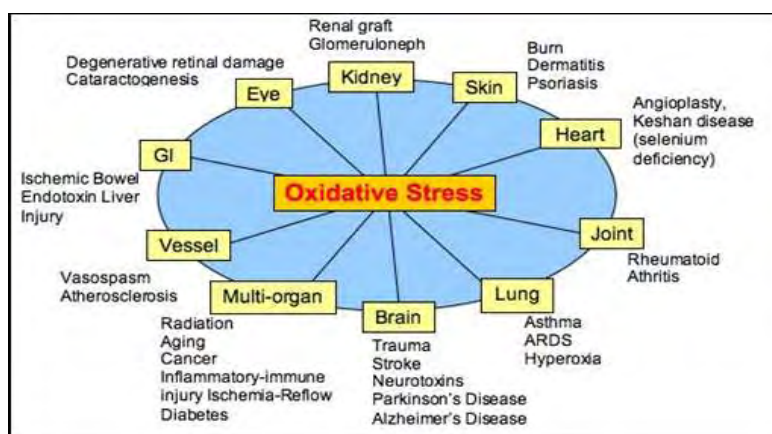 Renal graft
Glomeruloneph
Kidney
Burn
Dermatitis
Psoriasis
Skin
Degenerative retinal damage
Cataractogenesis
Eye
Angioplasty,
Keshan disease
(selenium
deficiency)
Heart
GI
Ischemic Bowel
Endotoxin Liver
Injury
Oxidative Stress
Joint
Rheumatoid
Athritis
Vessel
Vasospasm
Atherosclerosis
Multi-organ
Radiation
Aging
Cancer
Inflammatory-immune
injury Ischemia-Reflow
Diabetes
Brain
Trauma
Stroke
Neurotoxins
Parkinson's Disease
Alzheimer's Disease
Lung
Asthma
ARDS
Hyperoxia